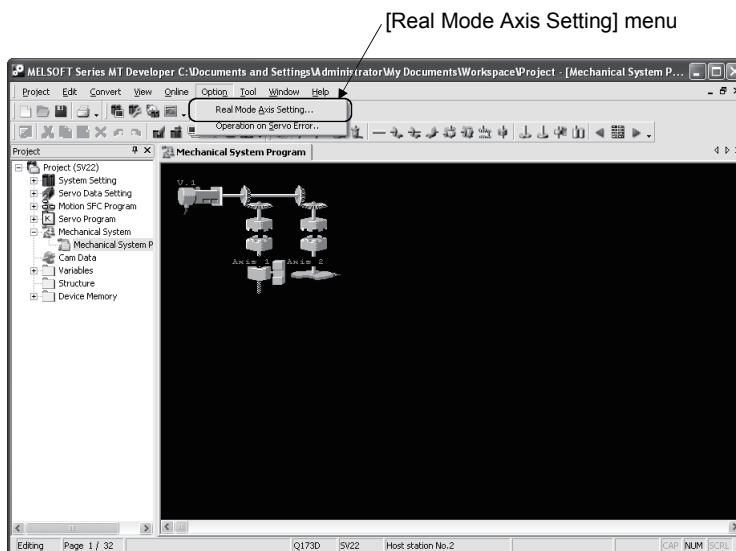 [Real Mode Axis Setting] menu
MELSOFT Series MT Developer C:\Documents and Settings\Administrator\My Documents\Workspace\Project - [Mechanical System P...
Project Edit Convert View Online Option Tool Window Help
Real Mode Axis Setting...
Operation on Servo Error..
Project
Mechanical System Program
Project (SV22)
System Setting
Servo Data Setting
Motion SFC Program
K Servo Program
Mechanical System
Mechanical System P
Cam Data
Variables
Structure
Device Memory
V.1
Axis 1 Axis 2
Editing Page 1 / 32 Q173D SV22 Host station No.2 CAP NUM SCRL